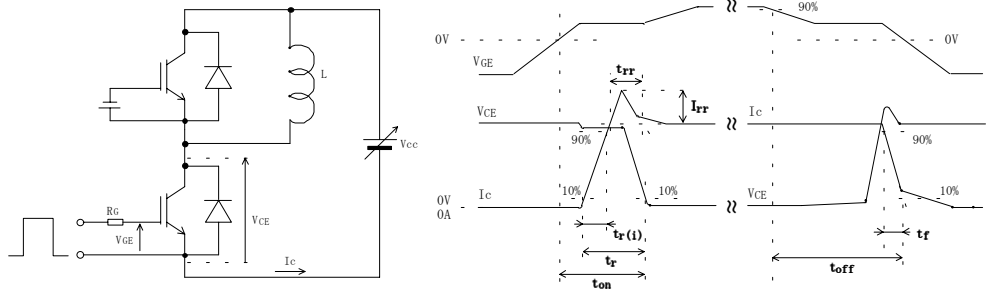 L
Vcc
RG
VGE
VCE
Ic
0V
VGE
90%
0V
trr
Irr
VCE
Ic
90%
90%
Ic
10%
10%
VCE
10%
0V
0A
tr(i)
tf
tr
toff
ton